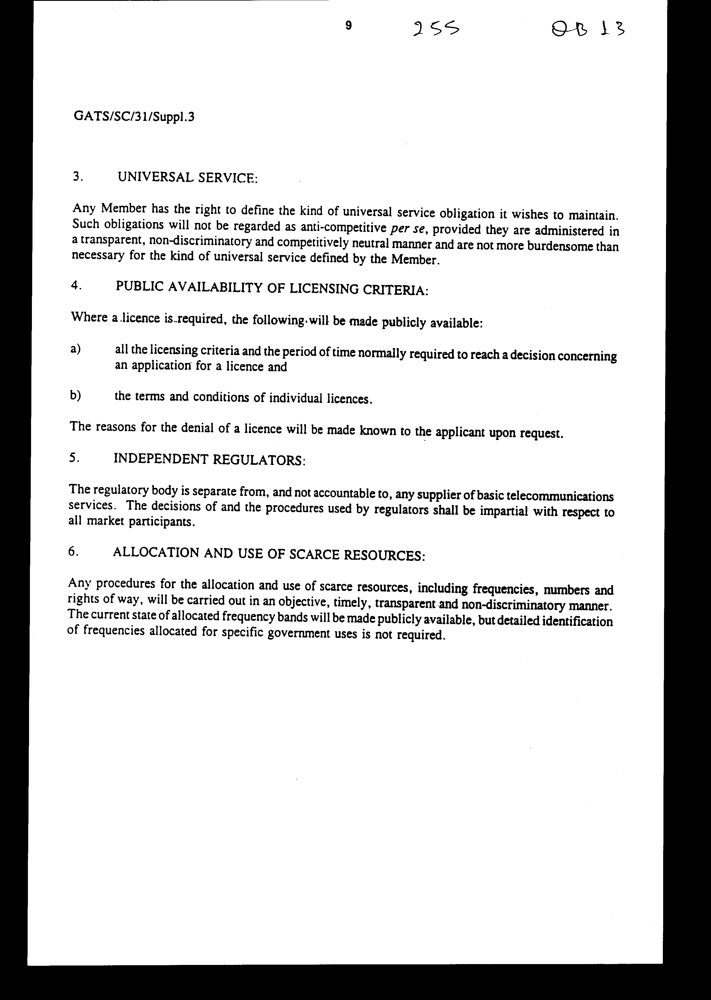 9 255 OB 13
GATS/SC/31/Suppl.3
3. UNIVERSAL SERVICE:
Any Member has the right to define the kind of universal service obligation it wishes to maintain.
Such obligations will not be regarded as anti-competitive per se, provided they are administered in
a transparent, non-discriminatory and competitively neutral manner and are not more burdensome than
necessary for the kind of universal service defined by the Member.
4. PUBLIC AVAILABILITY OF LICENSING CRITERIA:
Where a licence is required, the following will be made publicly available:
a) all the licensing criteria and the period of time normally required to reach a decision concerning
an application for a licence and
b) the terms and conditions of individual licences.
The reasons for the denial of a licence will be made known to the applicant upon request.
5. INDEPENDENT REGULATORS:
The regulatory body is separate from, and not accountable to, any supplier of basic telecommunications
services. The decisions of and the procedures used by regulators shall be impartial with respect to
all market participants.
6. ALLOCATION AND USE OF SCARCE RESOURCES:
Any procedures for the allocation and use of scarce resources, including frequencies, numbers and
rights of way, will be carried out in an objective, timely, transparent and non-discriminatory manner.
The current state of allocated frequency bands will be made publicly available, but detailed identification
of frequencies allocated for specific government uses is not required.